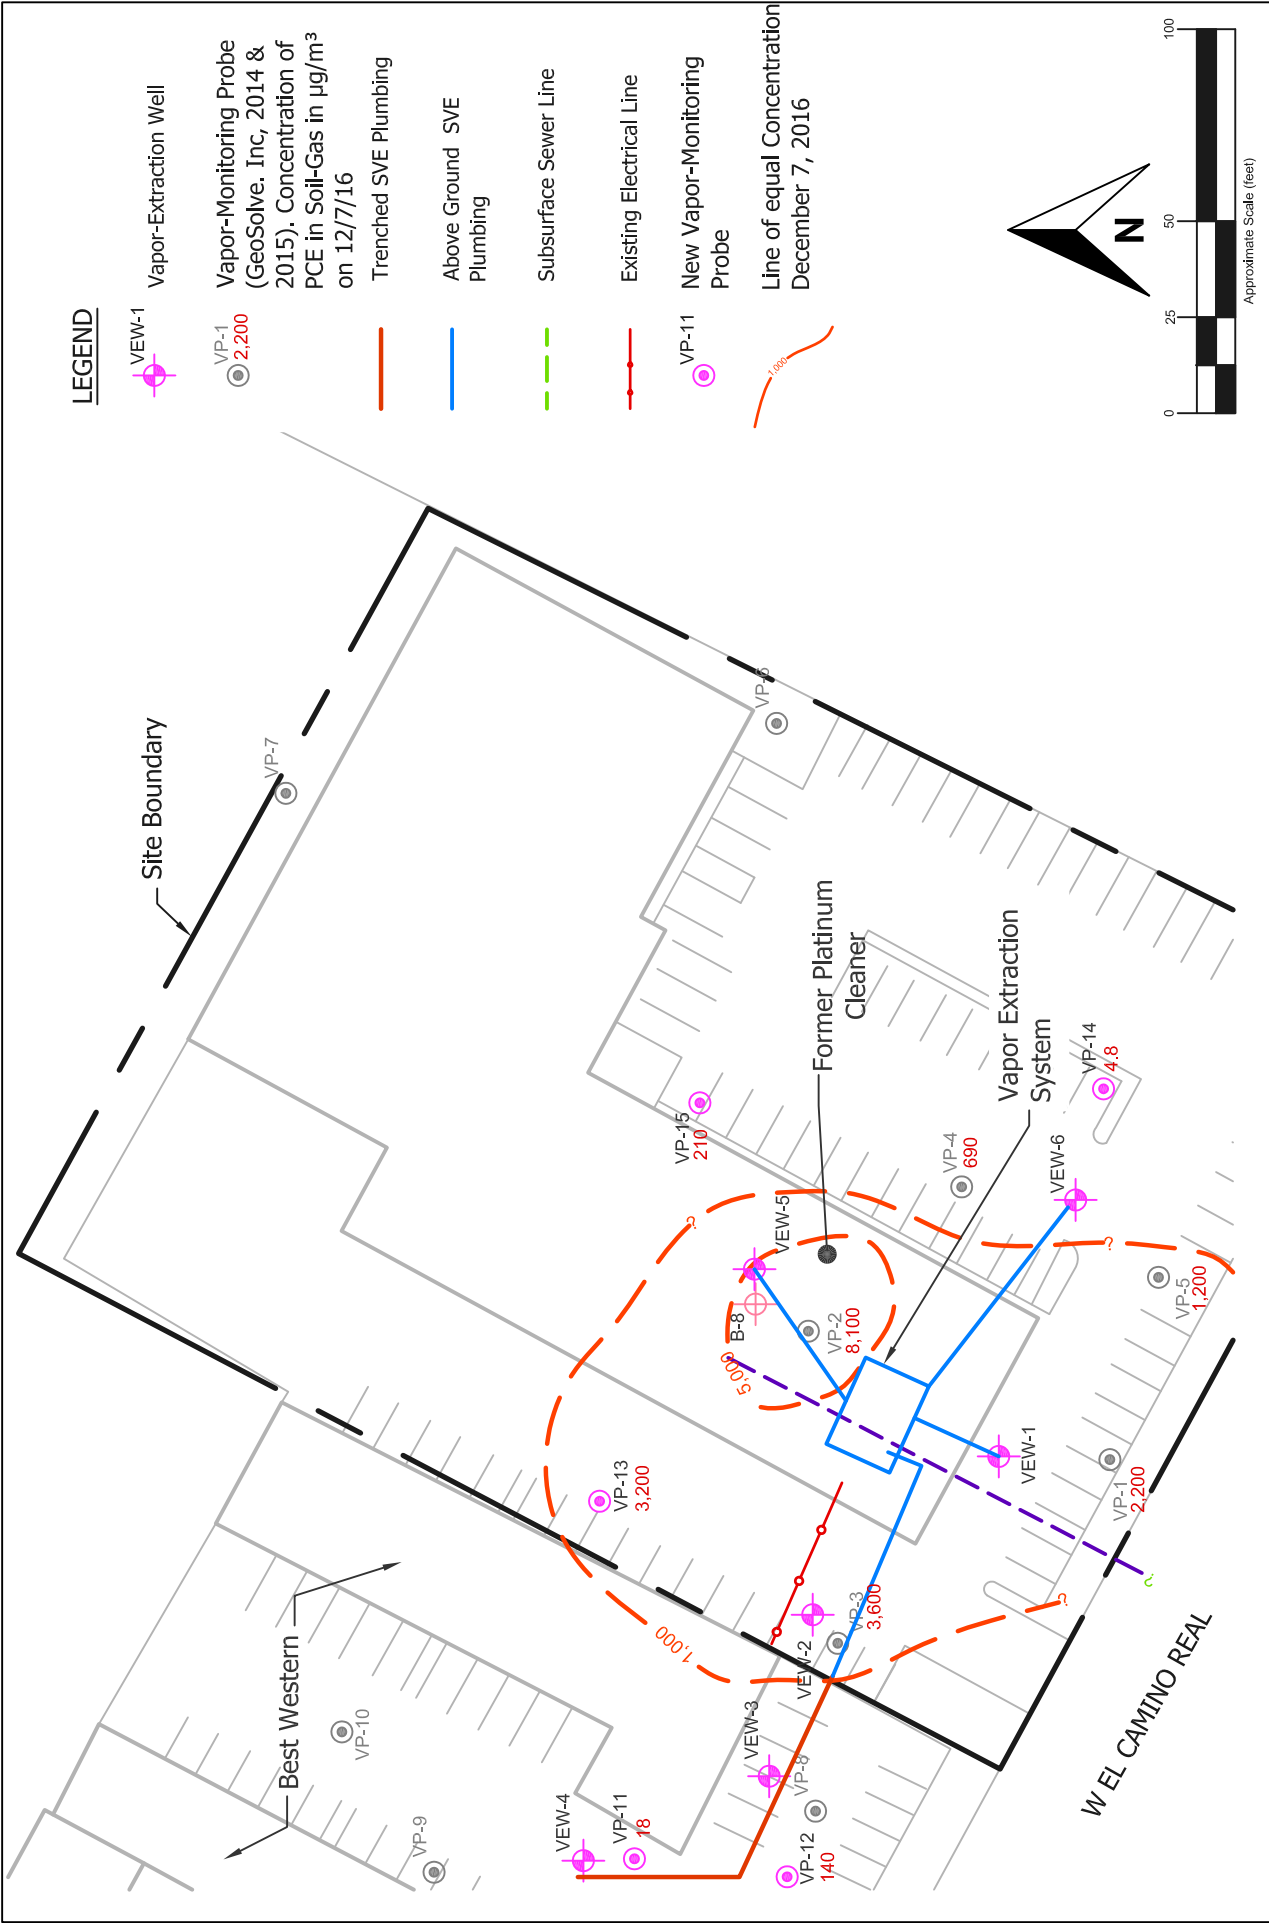 LEGEND
VEW-1
Vapor-Extraction Well
VP-1
2,200
Vapor-Monitoring Probe
(GeoSolve. Inc, 2014 &
2015). Concentration of
PCE in Soil-Gas in µg/m³
on 12/7/16
Trenched SVE Plumbing
Above Ground SVE
Plumbing
Subsurface Sewer Line
Existing Electrical Line
VP-11
New Vapor-Monitoring
Probe
1,000
Line of equal Concentration
December 7, 2016
N
0
25
50
100
Approximate Scale (feet)
Site Boundary
VP-7
VP-6
Former Platinum
Cleaner
Vapor Extraction
System
VP-14
4.8
VP-15
210
VP-4
690
VEW-6
VEW-5
?
?
VP-5
1,200
B-8
VP-2
8,100
5,000
VEW-1
VP-1
2,200
VP-13
3,200
?
?
VP-3
3,600
VEW-2
1,000
Best Western
VP-10
VEW-3
VP-8
VEW-4
VP-11
18
VP-12
140
VP-9
W EL CAMINO REAL